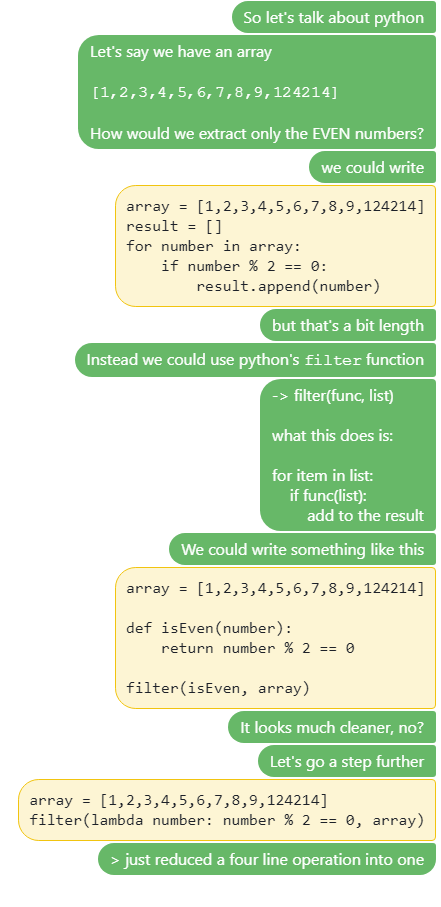 So let's talk about python
Let's say we have an array
[1,2,3,4,5,6,7,8,9,124214]
How would we extract only the EVEN numbers?
we could write
array = [1,2,3,4,5,6,7,8,9,124214]
result = []
for number in array:
    if number % 2 == 0:
        result.append(number)
but that's a bit length
Instead we could use python's filter function
-> filter(func, list)
what this does is:
for item in list:
    if func(list):
        add to the result
We could write something like this
array = [1,2,3,4,5,6,7,8,9,124214]
def isEven(number):
    return number % 2 == 0
filter(isEven, array)
It looks much cleaner, no?
Let's go a step further
array = [1,2,3,4,5,6,7,8,9,124214]
filter(lambda number: number % 2 == 0, array)
> just reduced a four line operation into one